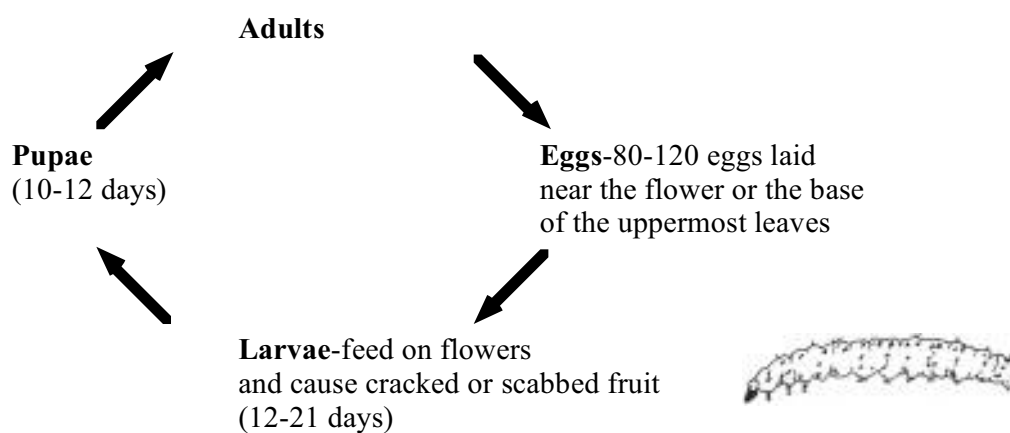 Adults
Pupae
(10-12 days)
Eggs-80-120 eggs laid
near the flower or the base
of the uppermost leaves
Larvae-feed on flowers
and cause cracked or scabbed fruit
(12-21 days)